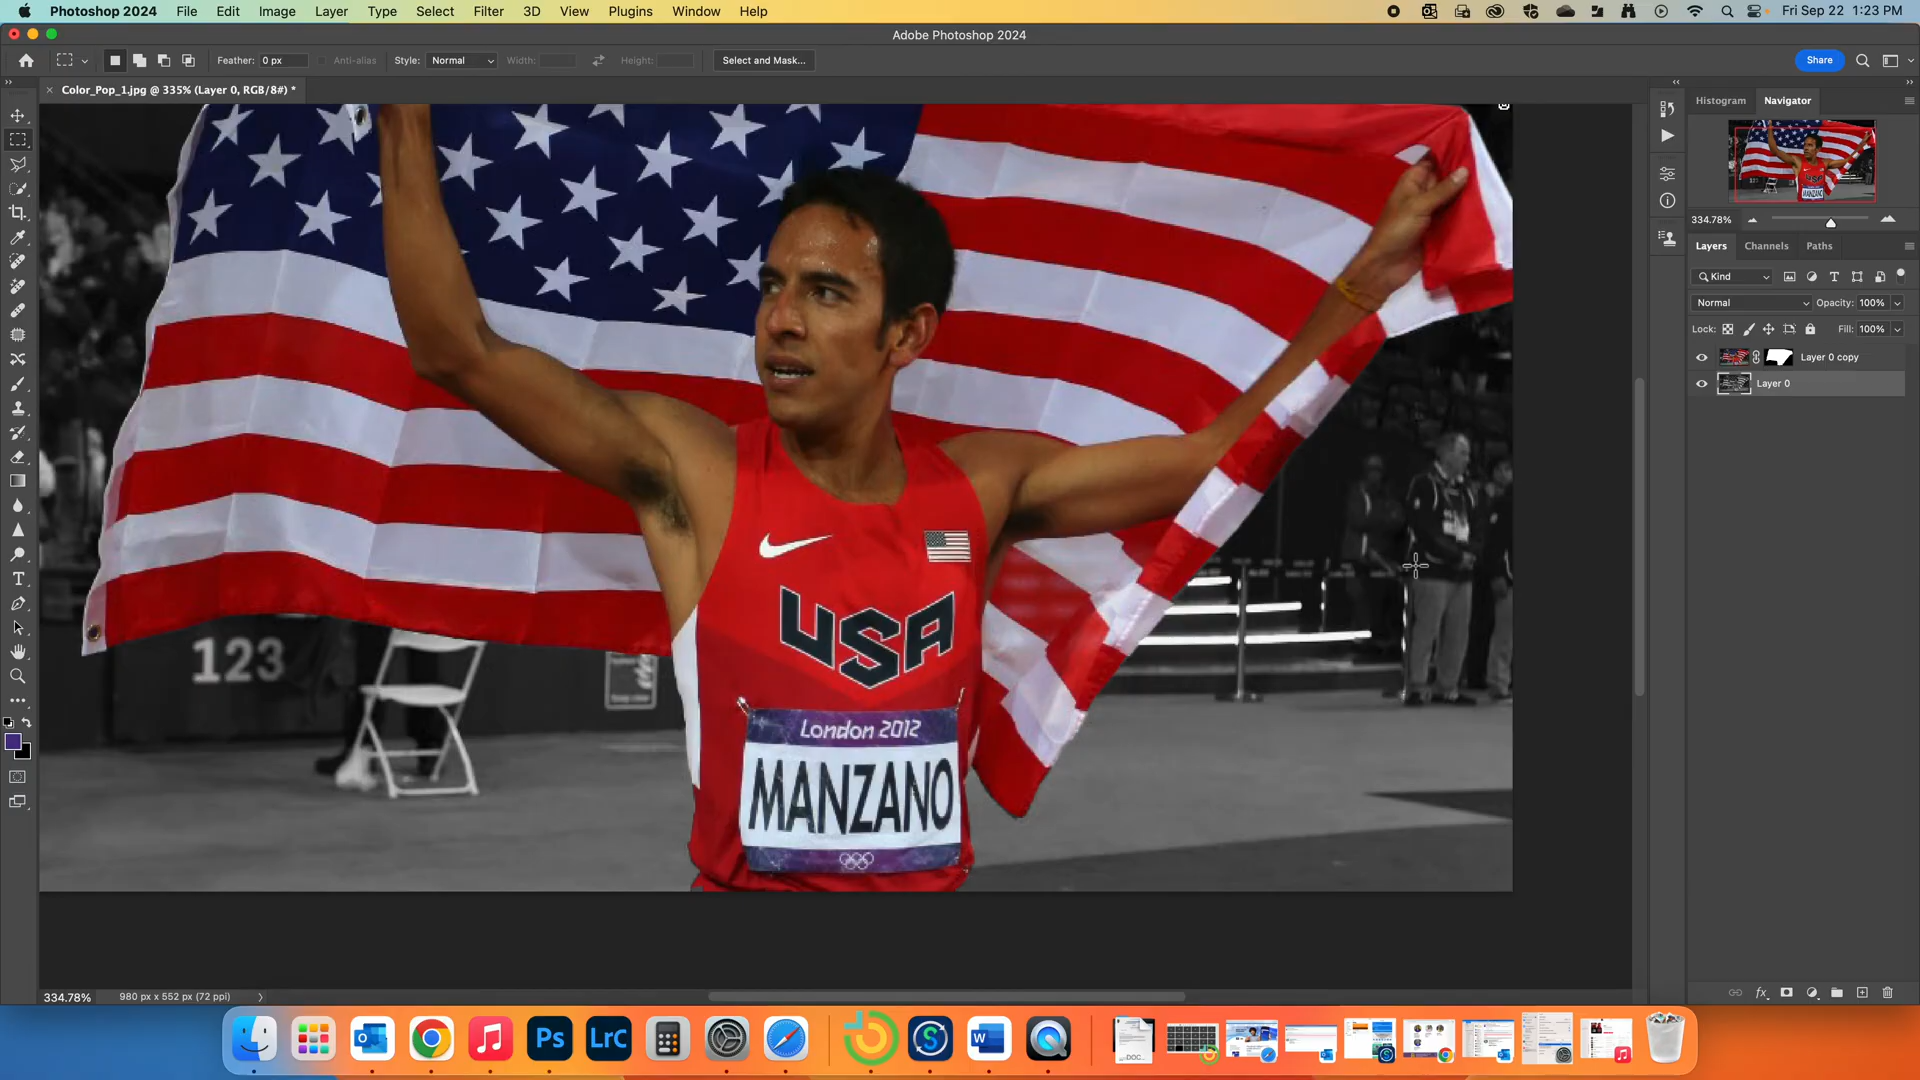 Photoshop 2024 File Edit Image Layer Type Select Filter 3D View Plugins Window Help Fri Sep 22 1:23 PM
Adobe Photoshop 2024
Feather: 0 px Anti-alias Style: Normal Width: Height: Select and Mask... Share
Color_Pop_1.jpg @ 335% (Layer 0, RGB/8#) *
Histogram Navigator
334.78%
Layers Channels Paths
Kind
Normal Opacity: 100%
Lock: Fill: 100%
Layer 0 copy
Layer 0
USA
123
London 2012
MANZANO
334.78% 980 px x 552 px (72 ppi)
Ps LrC
DOC